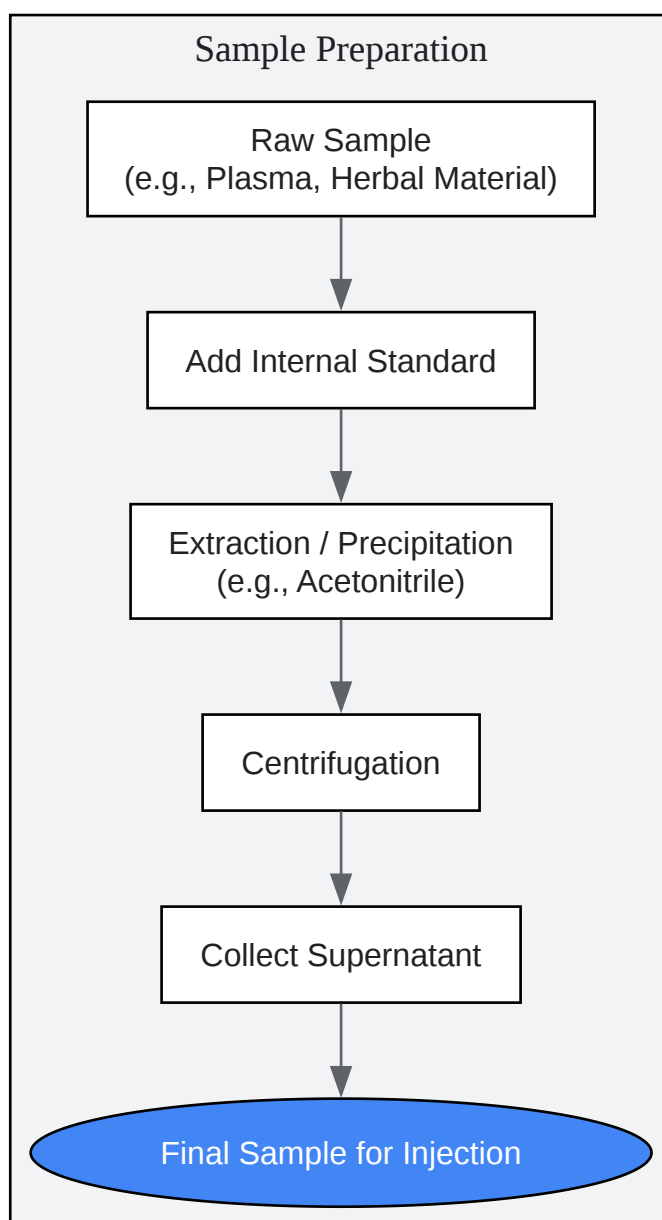 Sample Preparation
Raw Sample
(e.g., Plasma, Herbal Material)
Add Internal Standard
Extraction / Precipitation
(e.g., Acetonitrile)
Centrifugation
Collect Supernatant
Final Sample for Injection